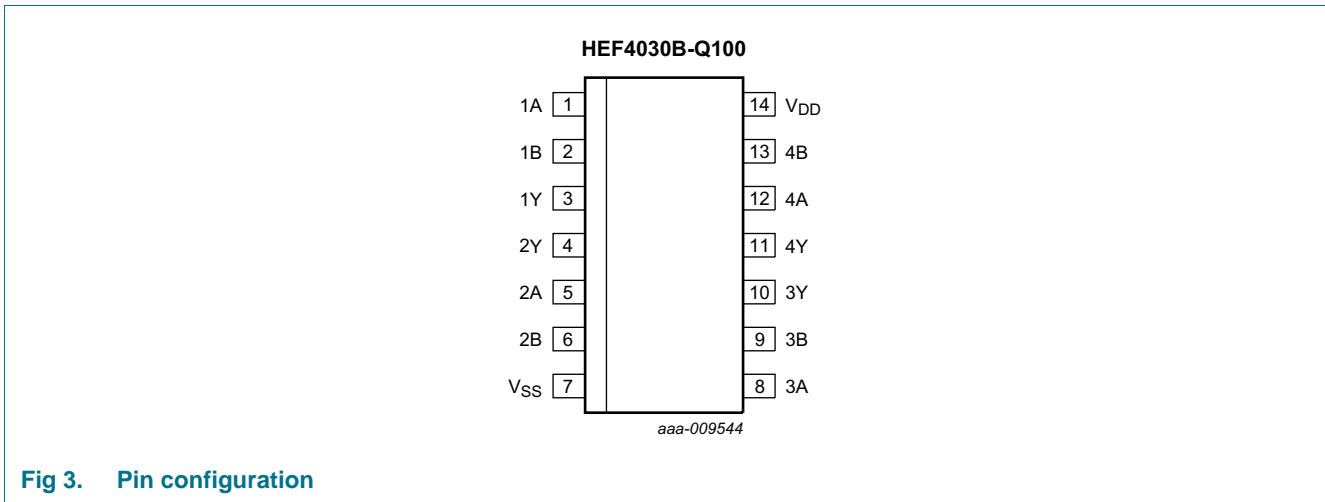 HEF4030B-Q100
1A 1 14 VDD
1B 2 13 4B
1Y 3 12 4A
2Y 4 11 4Y
2A 5 10 3Y
2B 6 9 3B
VSS 7 8 3A
aaa-009544
Fig 3. Pin configuration